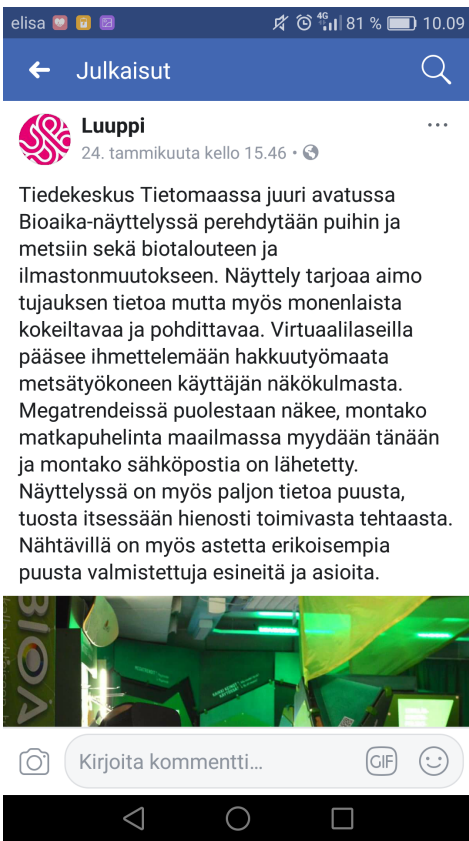 elisa 4G 81 % 10.09
Julkaisut
Luuppi
24. tammikuuta kello 15.46 •
Tiedekeskus Tietomaassa juuri avatussa
Bioaika-näyttelyssä perehdytään puihin ja
metsiin sekä biotalouteen ja
ilmastonmuutokseen. Näyttely tarjoaa aimo
tujauksen tietoa mutta myös monenlaista
kokeiltavaa ja pohdittavaa. Virtuaalilaseilla
pääsee ihmettelemään hakkuutyömaata
metsätyökoneen käyttäjän näkökulmasta.
Megatrendeissä puolestaan näkee, montako
matkapuhelinta maailmassa myydään tänään
ja montako sähköpostia on lähetetty.
Näyttelyssä on myös paljon tietoa puusta,
tuosta itsessään hienosti toimivasta tehtaasta.
Nähtävillä on myös astetta erikoisempia
puusta valmistettuja esineitä ja asioita.
BIOA
Kirjoita kommentti...
GIF